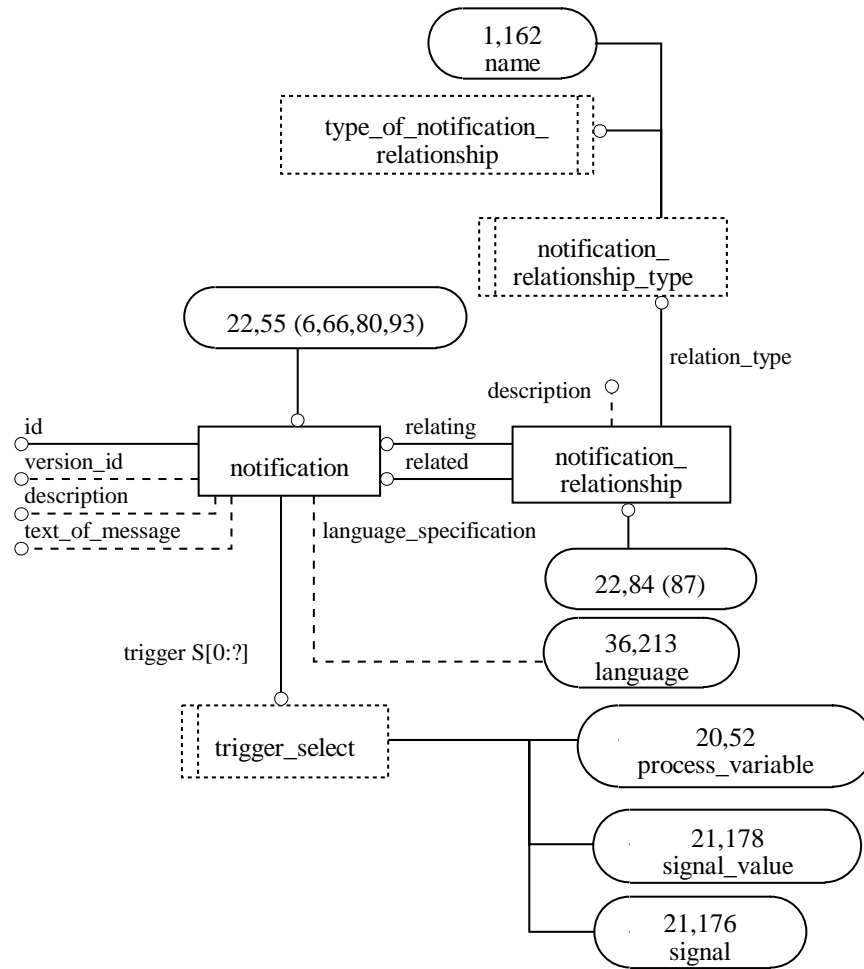 1,162
name
type_of_notification_
relationship
notification_
relationship_type
22,55 (6,66,80,93)
relation_type
description
id
version_id
description
text_of_message
notification
relating
related
notification_
relationship
language_specification
22,84 (87)
trigger S[0:?]
36,213
language
trigger_select
20,52
process_variable
21,178
signal_value
21,176
signal